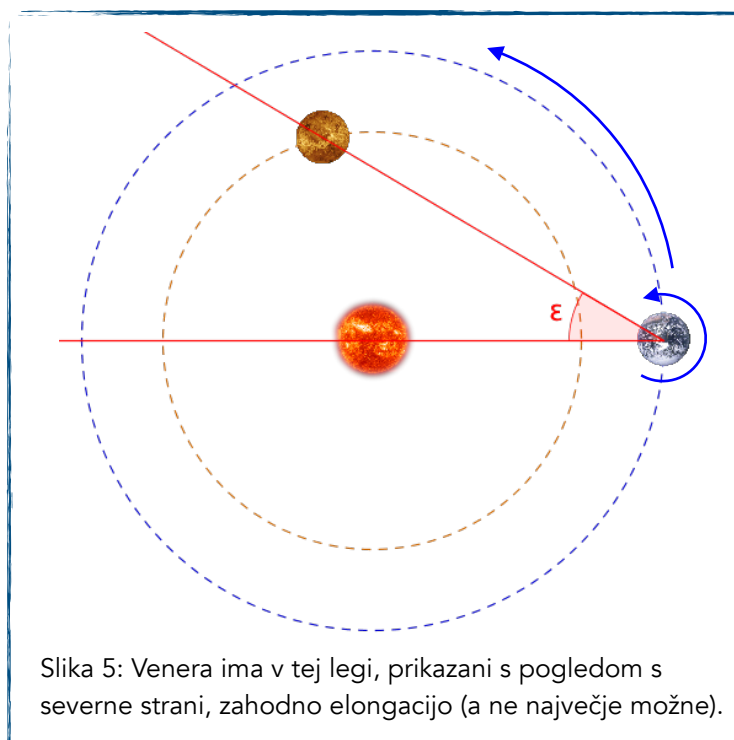 ε
Slika 5: Venera ima v tej legi, prikazani s pogledom s
severne strani, zahodno elongacijo (a ne največje možne).